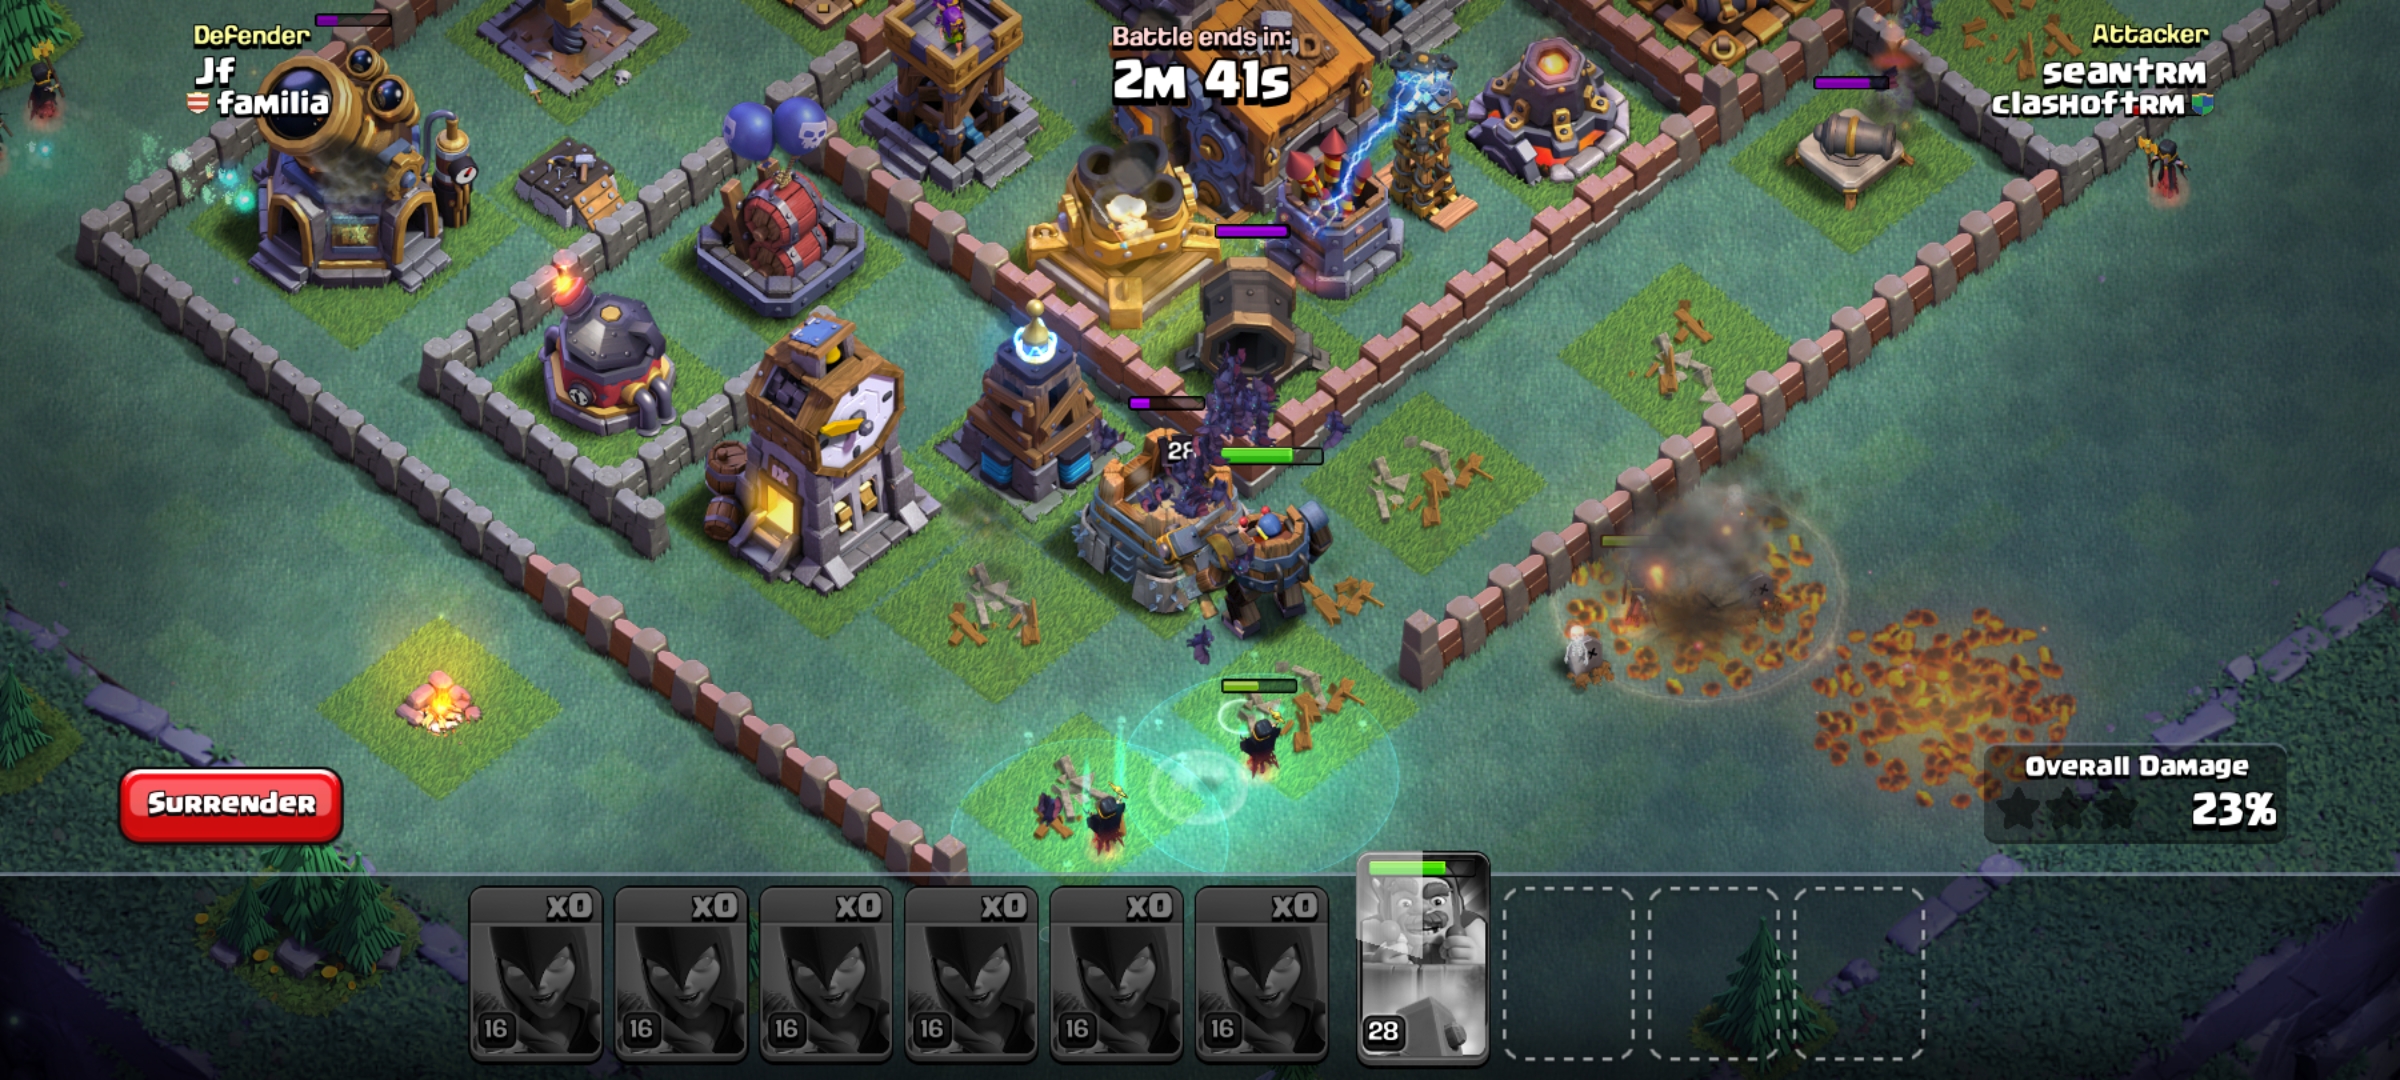 Defender
Jf
familia
Battle ends in:
2M 41s
Attacker
seantRM
clashoftRM
28
Surrender
Overall Damage
23%
x0
x0
x0
x0
x0
x0
16
16
16
16
16
16
28